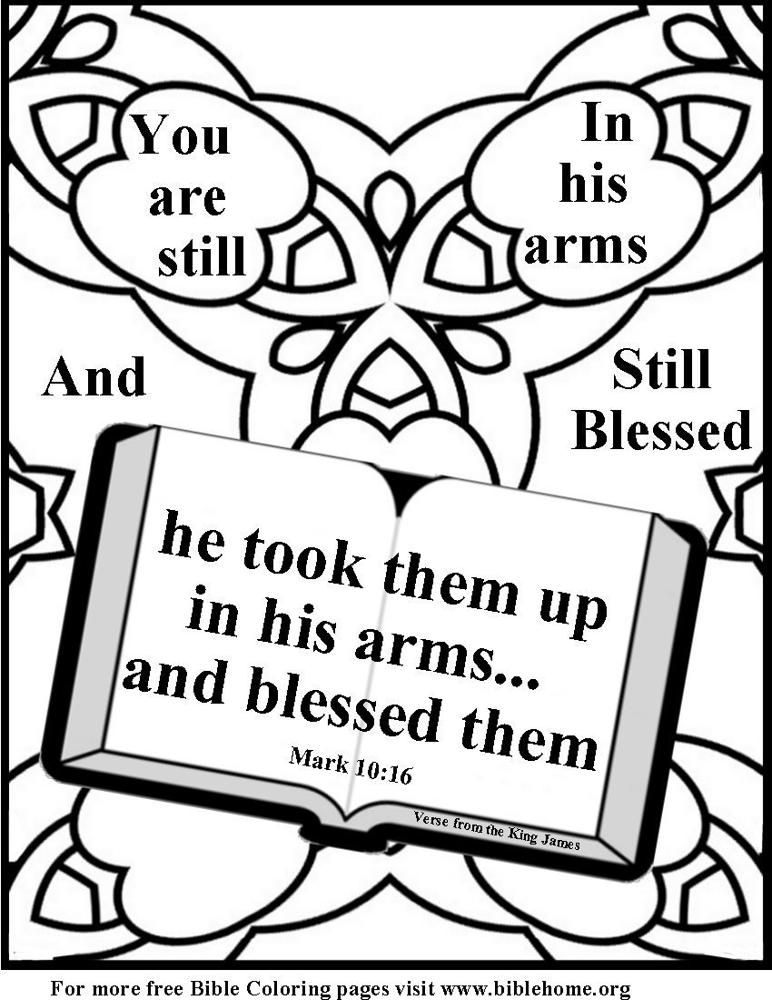 You
are
still
In
his
arms
And
Still
Blessed
he took them up
in his arms...
and blessed them
Mark 10:16
Verse from the King James
For more free Bible Coloring pages visit www.biblehome.org